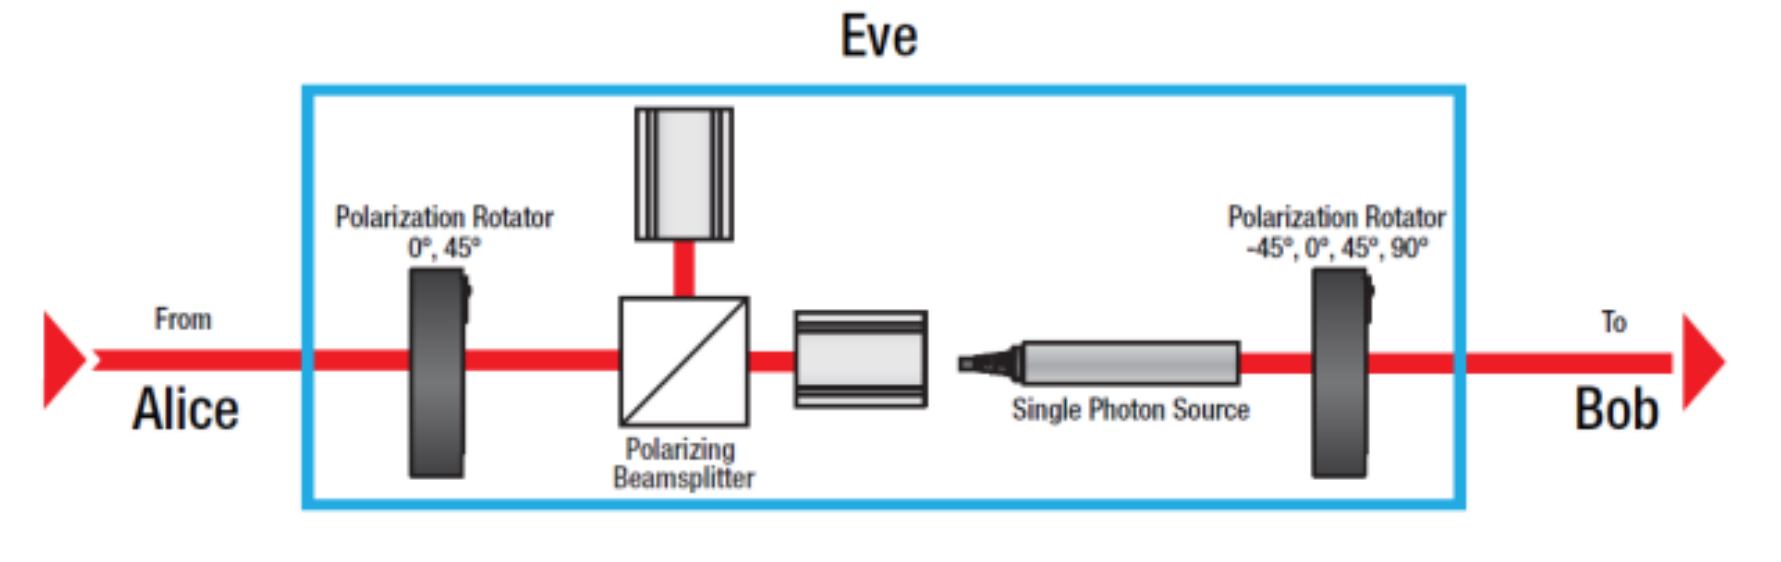 Eve
Polarization Rotator
0°, 45°
Polarization Rotator
-45°, 0°, 45°, 90°
From
Alice
To
Bob
Single Photon Source
Polarizing
Beamsplitter